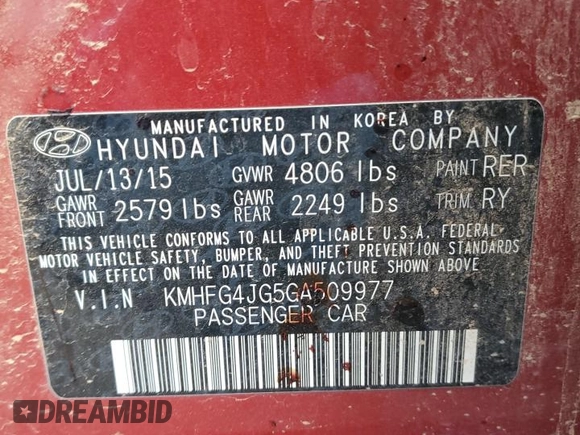 MANUFACTURED IN KOREA BY
HYUNDAI MOTOR COMPANY
JUL/13/15 GVWR 4806 lbs PAINT RER
GAWR FRONT 2579 lbs GAWR REAR 2249 lbs TRIM RY
THIS VEHICLE CONFORMS TO ALL APPLICABLE U.S.A. FEDERAL
MOTOR VEHICLE SAFETY, BUMPER, AND THEFT PREVENTION STANDARDS
IN EFFECT ON THE DATE OF MANUFACTURE SHOWN ABOVE.
V.I.N KMHFG4JG5GA509977
PASSENGER CAR
DREAMBID